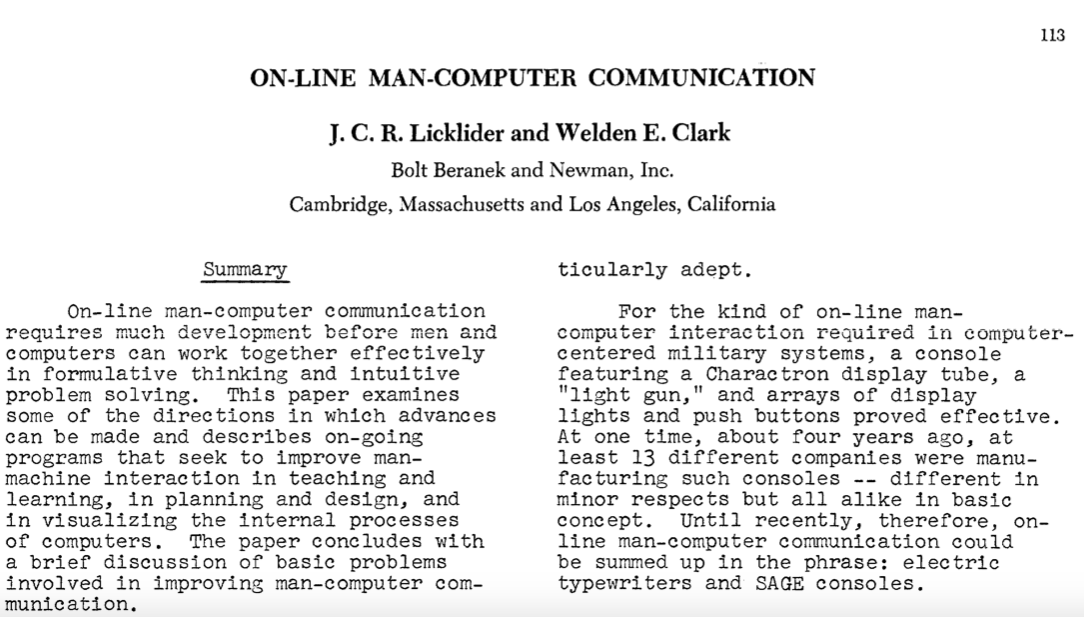 113
ON-LINE MAN-COMPUTER COMMUNICATION
J. C. R. Licklider and Welden E. Clark
Bolt Beranek and Newman, Inc.
Cambridge, Massachusetts and Los Angeles, California
Summary
On-line man-computer communication
requires much development before men and
computers can work together effectively
in formulative thinking and intuitive
problem solving. This paper examines
some of the directions in which advances
can be made and describes on-going
programs that seek to improve man-
machine interaction in teaching and
learning, in planning and design, and
in visualizing the internal processes
of computers. The paper concludes with
a brief discussion of basic problems
involved in improving man-computer com-
munication.
ticularly adept.
For the kind of on-line man-
computer interaction required in computer-
centered military systems, a console
featuring a Charactron display tube, a
"light gun," and arrays of display
lights and push buttons proved effective.
At one time, about four years ago, at
least 13 different companies were manu-
facturing such consoles -- different in
minor respects but all alike in basic
concept. Until recently, therefore, on-
line man-computer communication could
be summed up in the phrase: electric
typewriters and SAGE consoles.